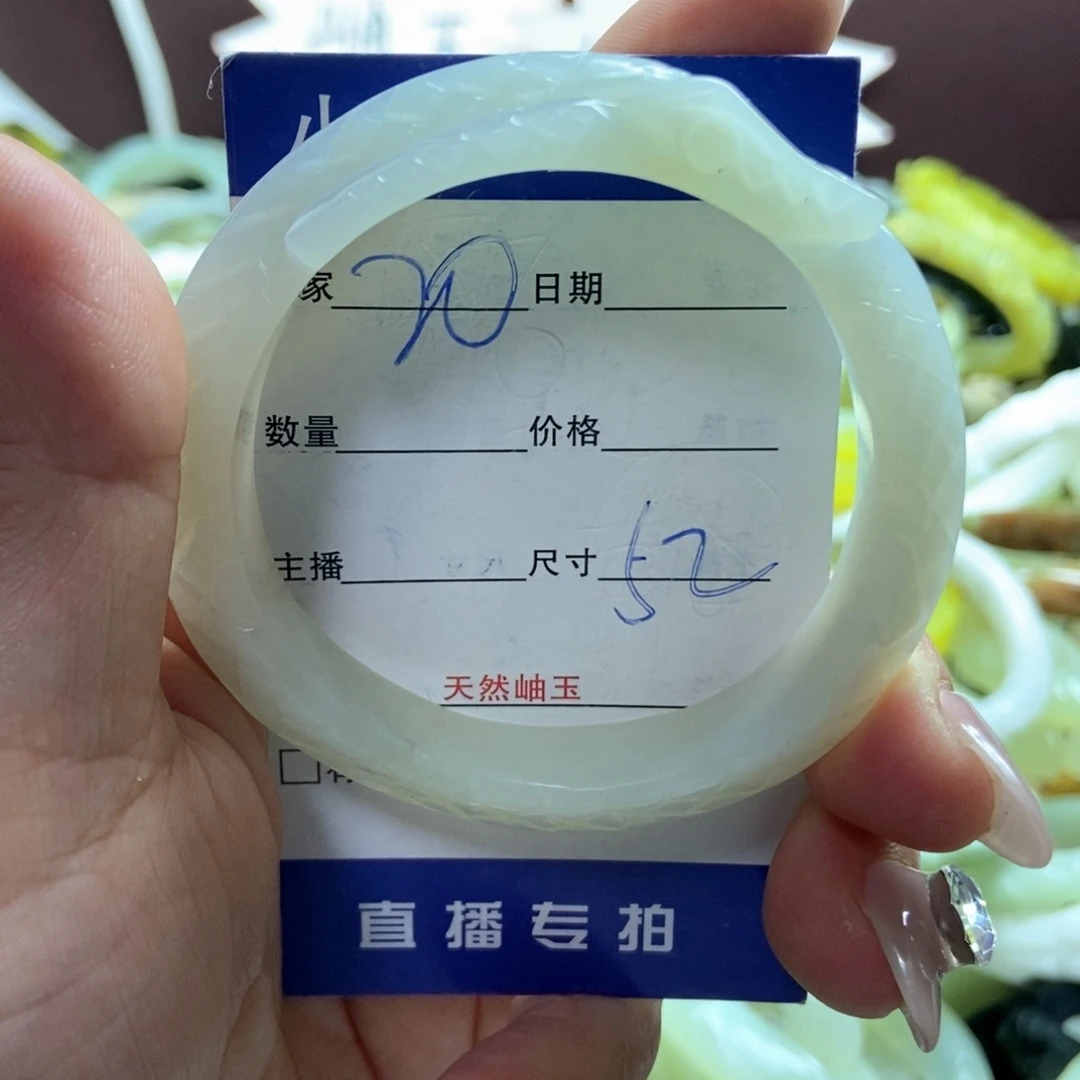 家 70 日期
数量 价格
主播 尺寸 52
天然岫玉
直播专拍